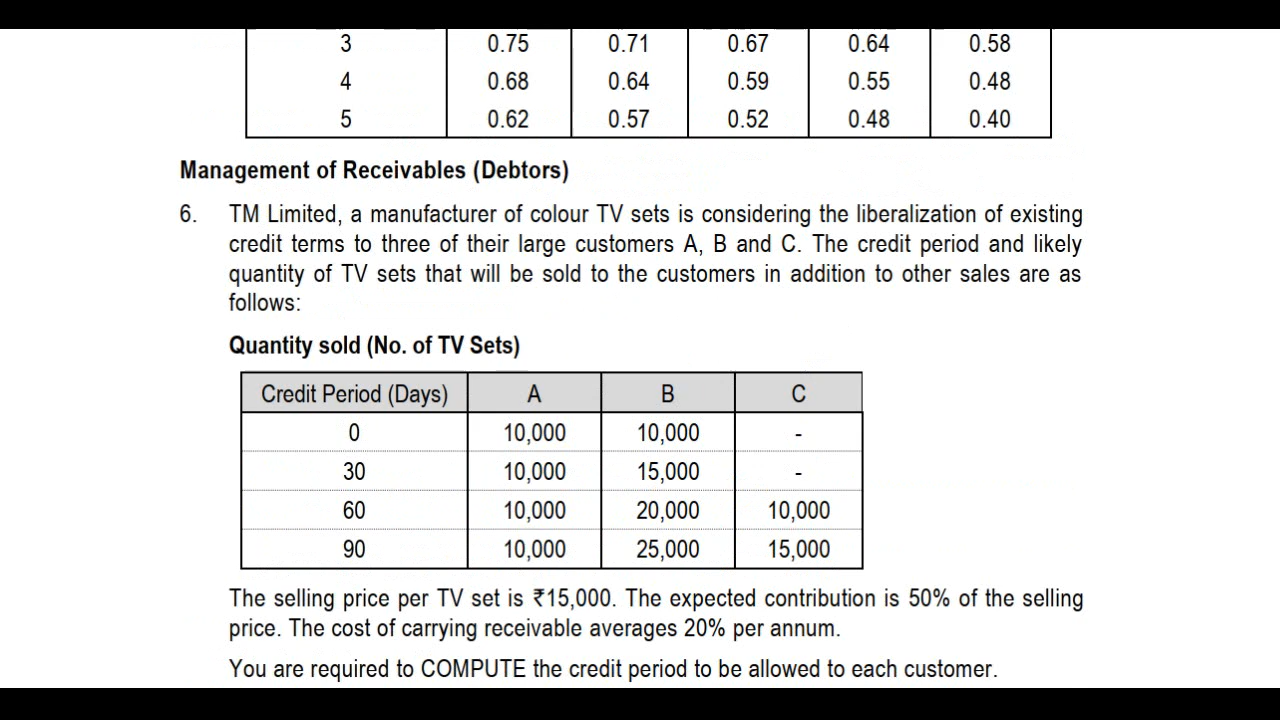 3 0.75 0.71 0.67 0.64 0.58
4 0.68 0.64 0.59 0.55 0.48
5 0.62 0.57 0.52 0.48 0.40
Management of Receivables (Debtors)
6. TM Limited, a manufacturer of colour TV sets is considering the liberalization of existing
credit terms to three of their large customers A, B and C. The credit period and likely
quantity of TV sets that will be sold to the customers in addition to other sales are as
follows:
Quantity sold (No. of TV Sets)
Credit Period (Days) A B C
0 10,000 10,000 -
30 10,000 15,000 -
60 10,000 20,000 10,000
90 10,000 25,000 15,000
The selling price per TV set is ₹15,000. The expected contribution is 50% of the selling
price. The cost of carrying receivable averages 20% per annum.
You are required to COMPUTE the credit period to be allowed to each customer.